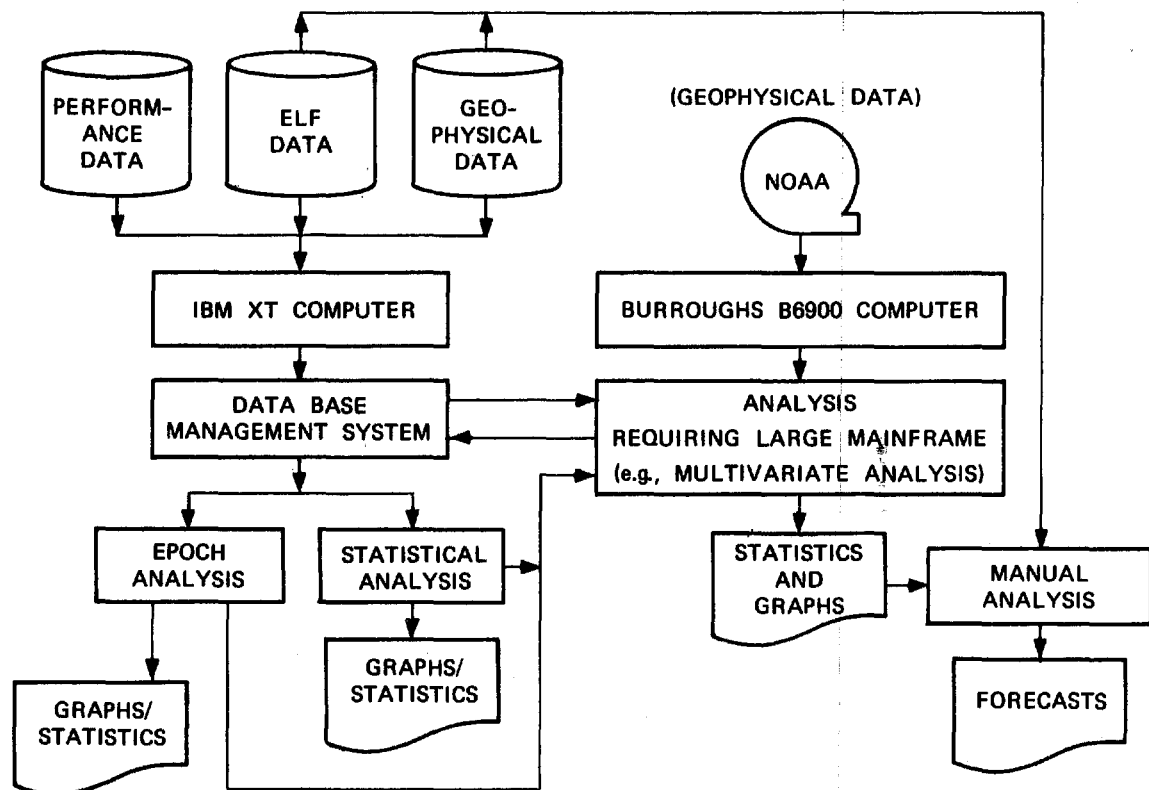 PERFORM-
ANCE
DATA
ELF
DATA
GEO-
PHYSICAL
DATA
(GEOPHYSICAL DATA)
NOAA
IBM XT COMPUTER
BURROUGHS B6900 COMPUTER
DATA BASE
MANAGEMENT SYSTEM
ANALYSIS
REQUIRING LARGE MAINFRAME
(e.g., MULTIVARIATE ANALYSIS)
EPOCH
ANALYSIS
STATISTICAL
ANALYSIS
STATISTICS
AND
GRAPHS
MANUAL
ANALYSIS
GRAPHS/
STATISTICS
GRAPHS/
STATISTICS
FORECASTS